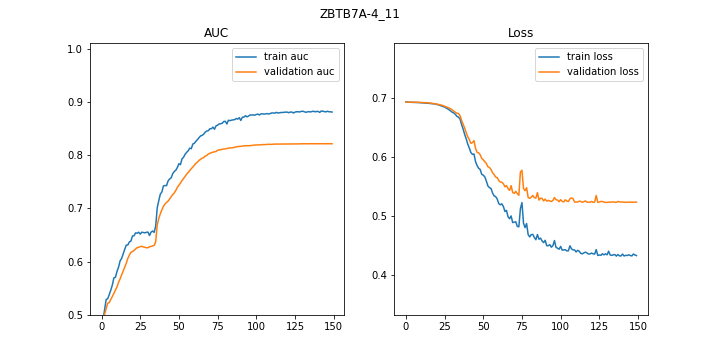 ZBTB7A-4_11
AUC
Loss
train auc
validation auc
train loss
validation loss
1.0
0.9
0.8
0.7
0.6
0.5
0 25 50 75 100 125 150
0.7
0.6
0.5
0.4
0 25 50 75 100 125 150